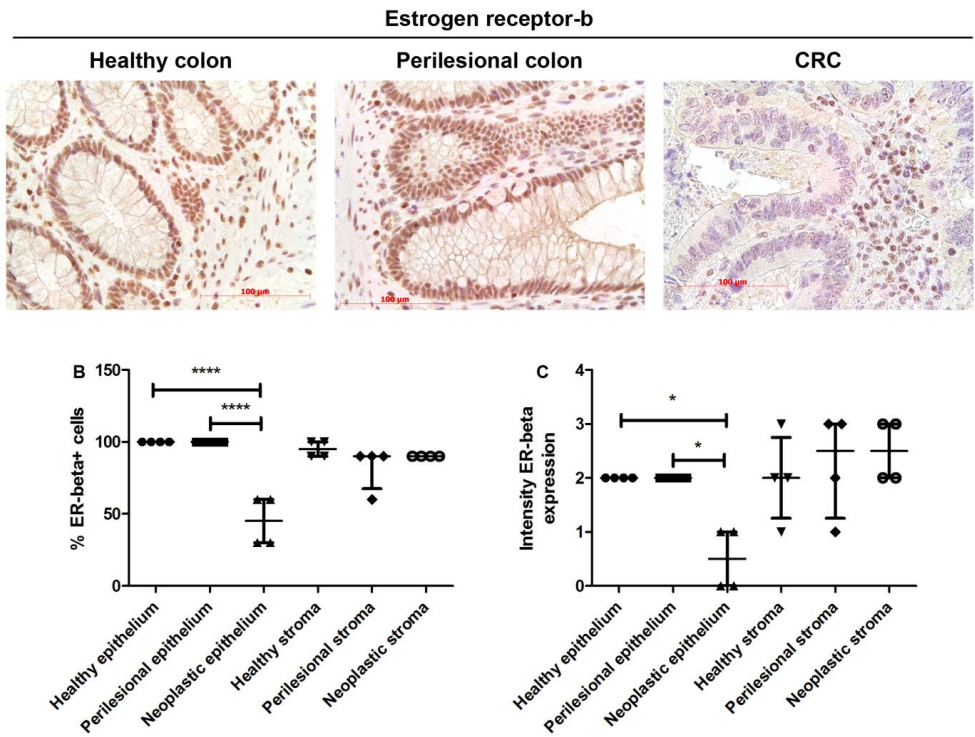 Estrogen receptor-b
Healthy colon
Perilesional colon
CRC
100 µm
100 µm
100 µm
B
% ER-beta+ cells
150
100
50
0
****
****
Healthy epithelium
Perilesional epithelium
Neoplastic epithelium
Healthy stroma
Perilesional stroma
Neoplastic stroma
C
Intensity ER-beta
expression
4
3
2
1
0
*
*
Healthy epithelium
Perilesional epithelium
Neoplastic epithelium
Healthy stroma
Perilesional stroma
Neoplastic stroma